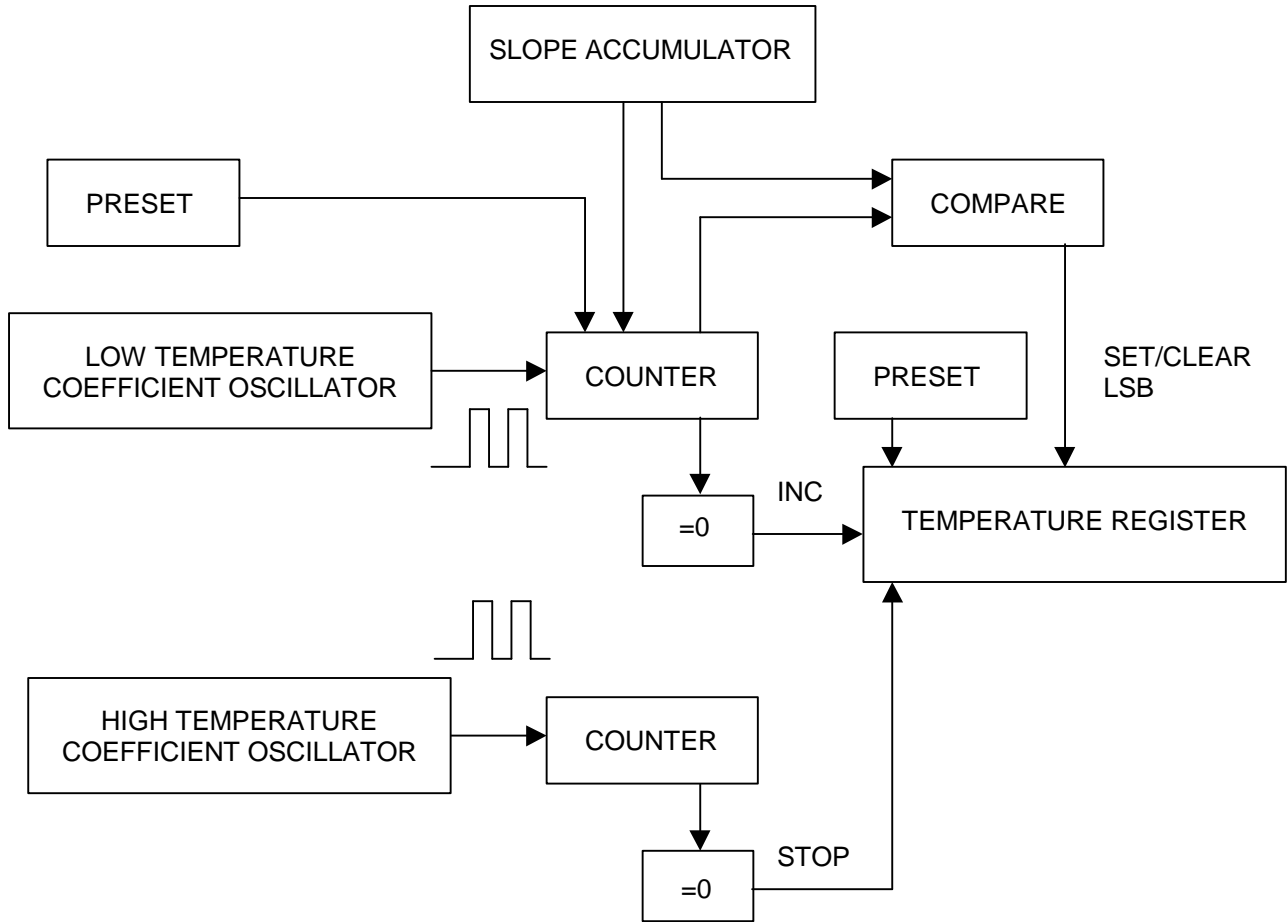 SLOPE ACCUMULATOR
PRESET
COMPARE
LOW TEMPERATURE
COEFFICIENT OSCILLATOR
COUNTER
PRESET
SET/CLEAR
LSB
=0
INC
TEMPERATURE REGISTER
HIGH TEMPERATURE
COEFFICIENT OSCILLATOR
COUNTER
=0
STOP